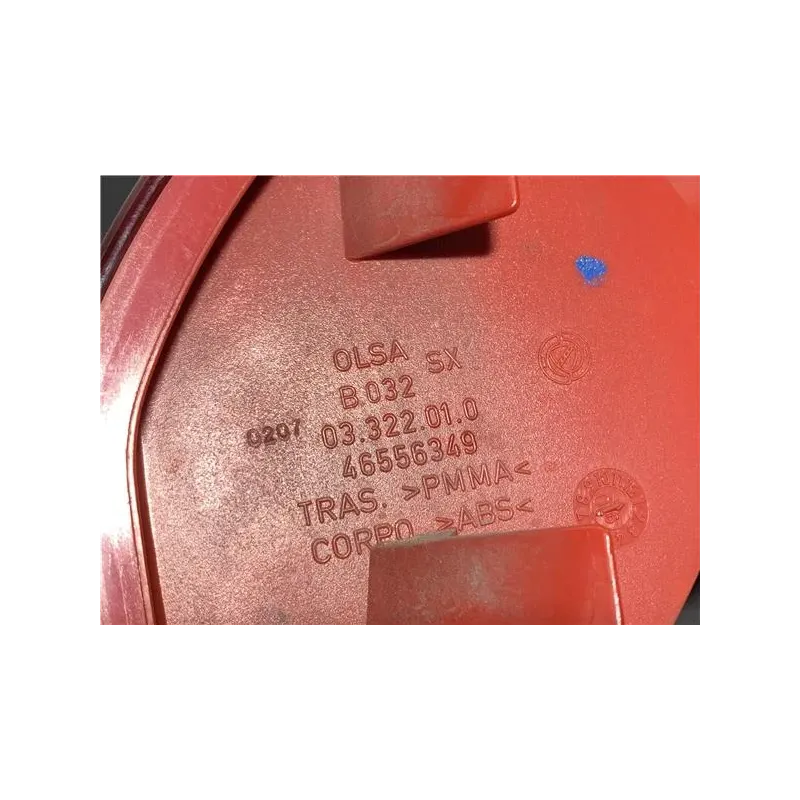 OLSA SX
B 032
0207 03.322.01.0
46556349
TRAS. >PMMA<
CORPO >ABS<